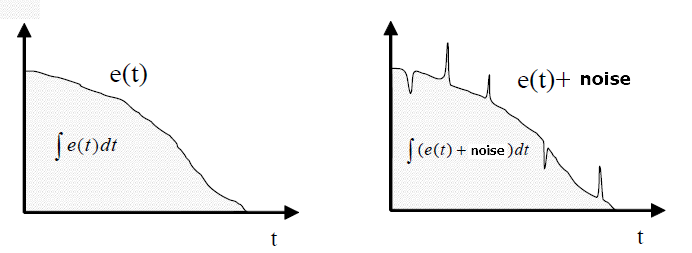 e(t)
∫e(t)dt
t
e(t)+ noise
∫(e(t) + noise)dt
t